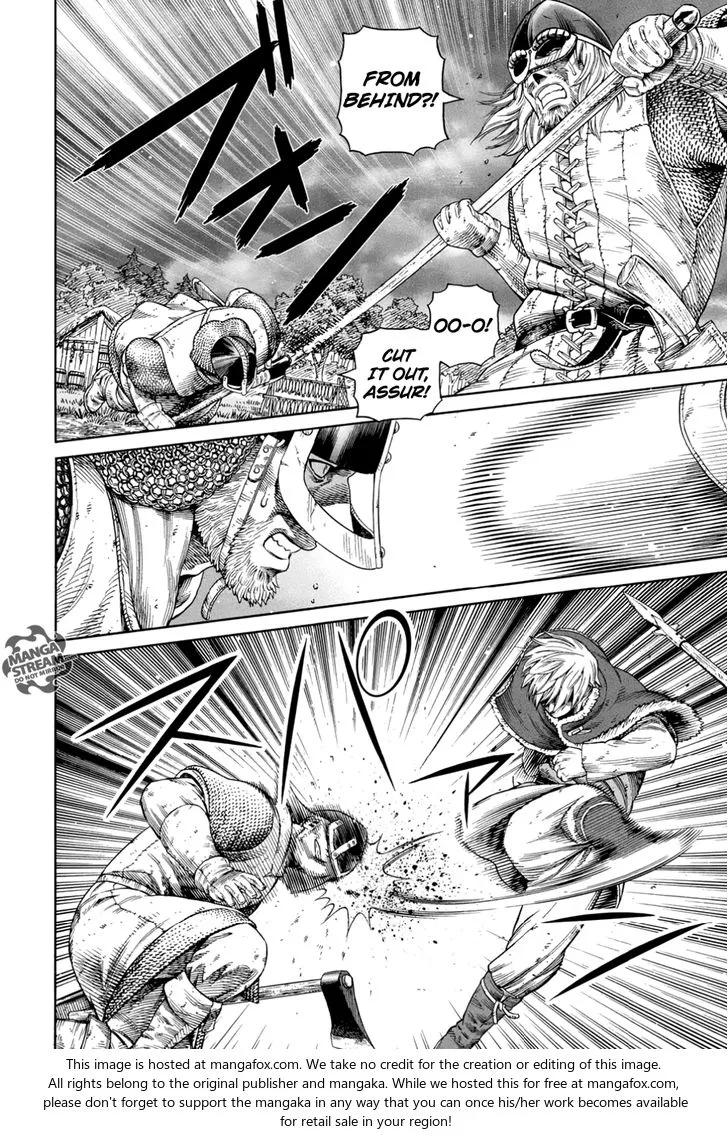 FROM
BEHIND?!
OO-O!
CUT
IT OUT,
ASSUR!
MANGA
STREAM
DO NOT MIRROR
This image is hosted at mangafox.com. We take no credit for the creation or editing of this image.
All rights belong to the original publisher and mangaka. While we hosted this for free at mangafox.com,
please don't forget to support the mangaka in any way that you can once his/her work becomes available
for retail sale in your region!